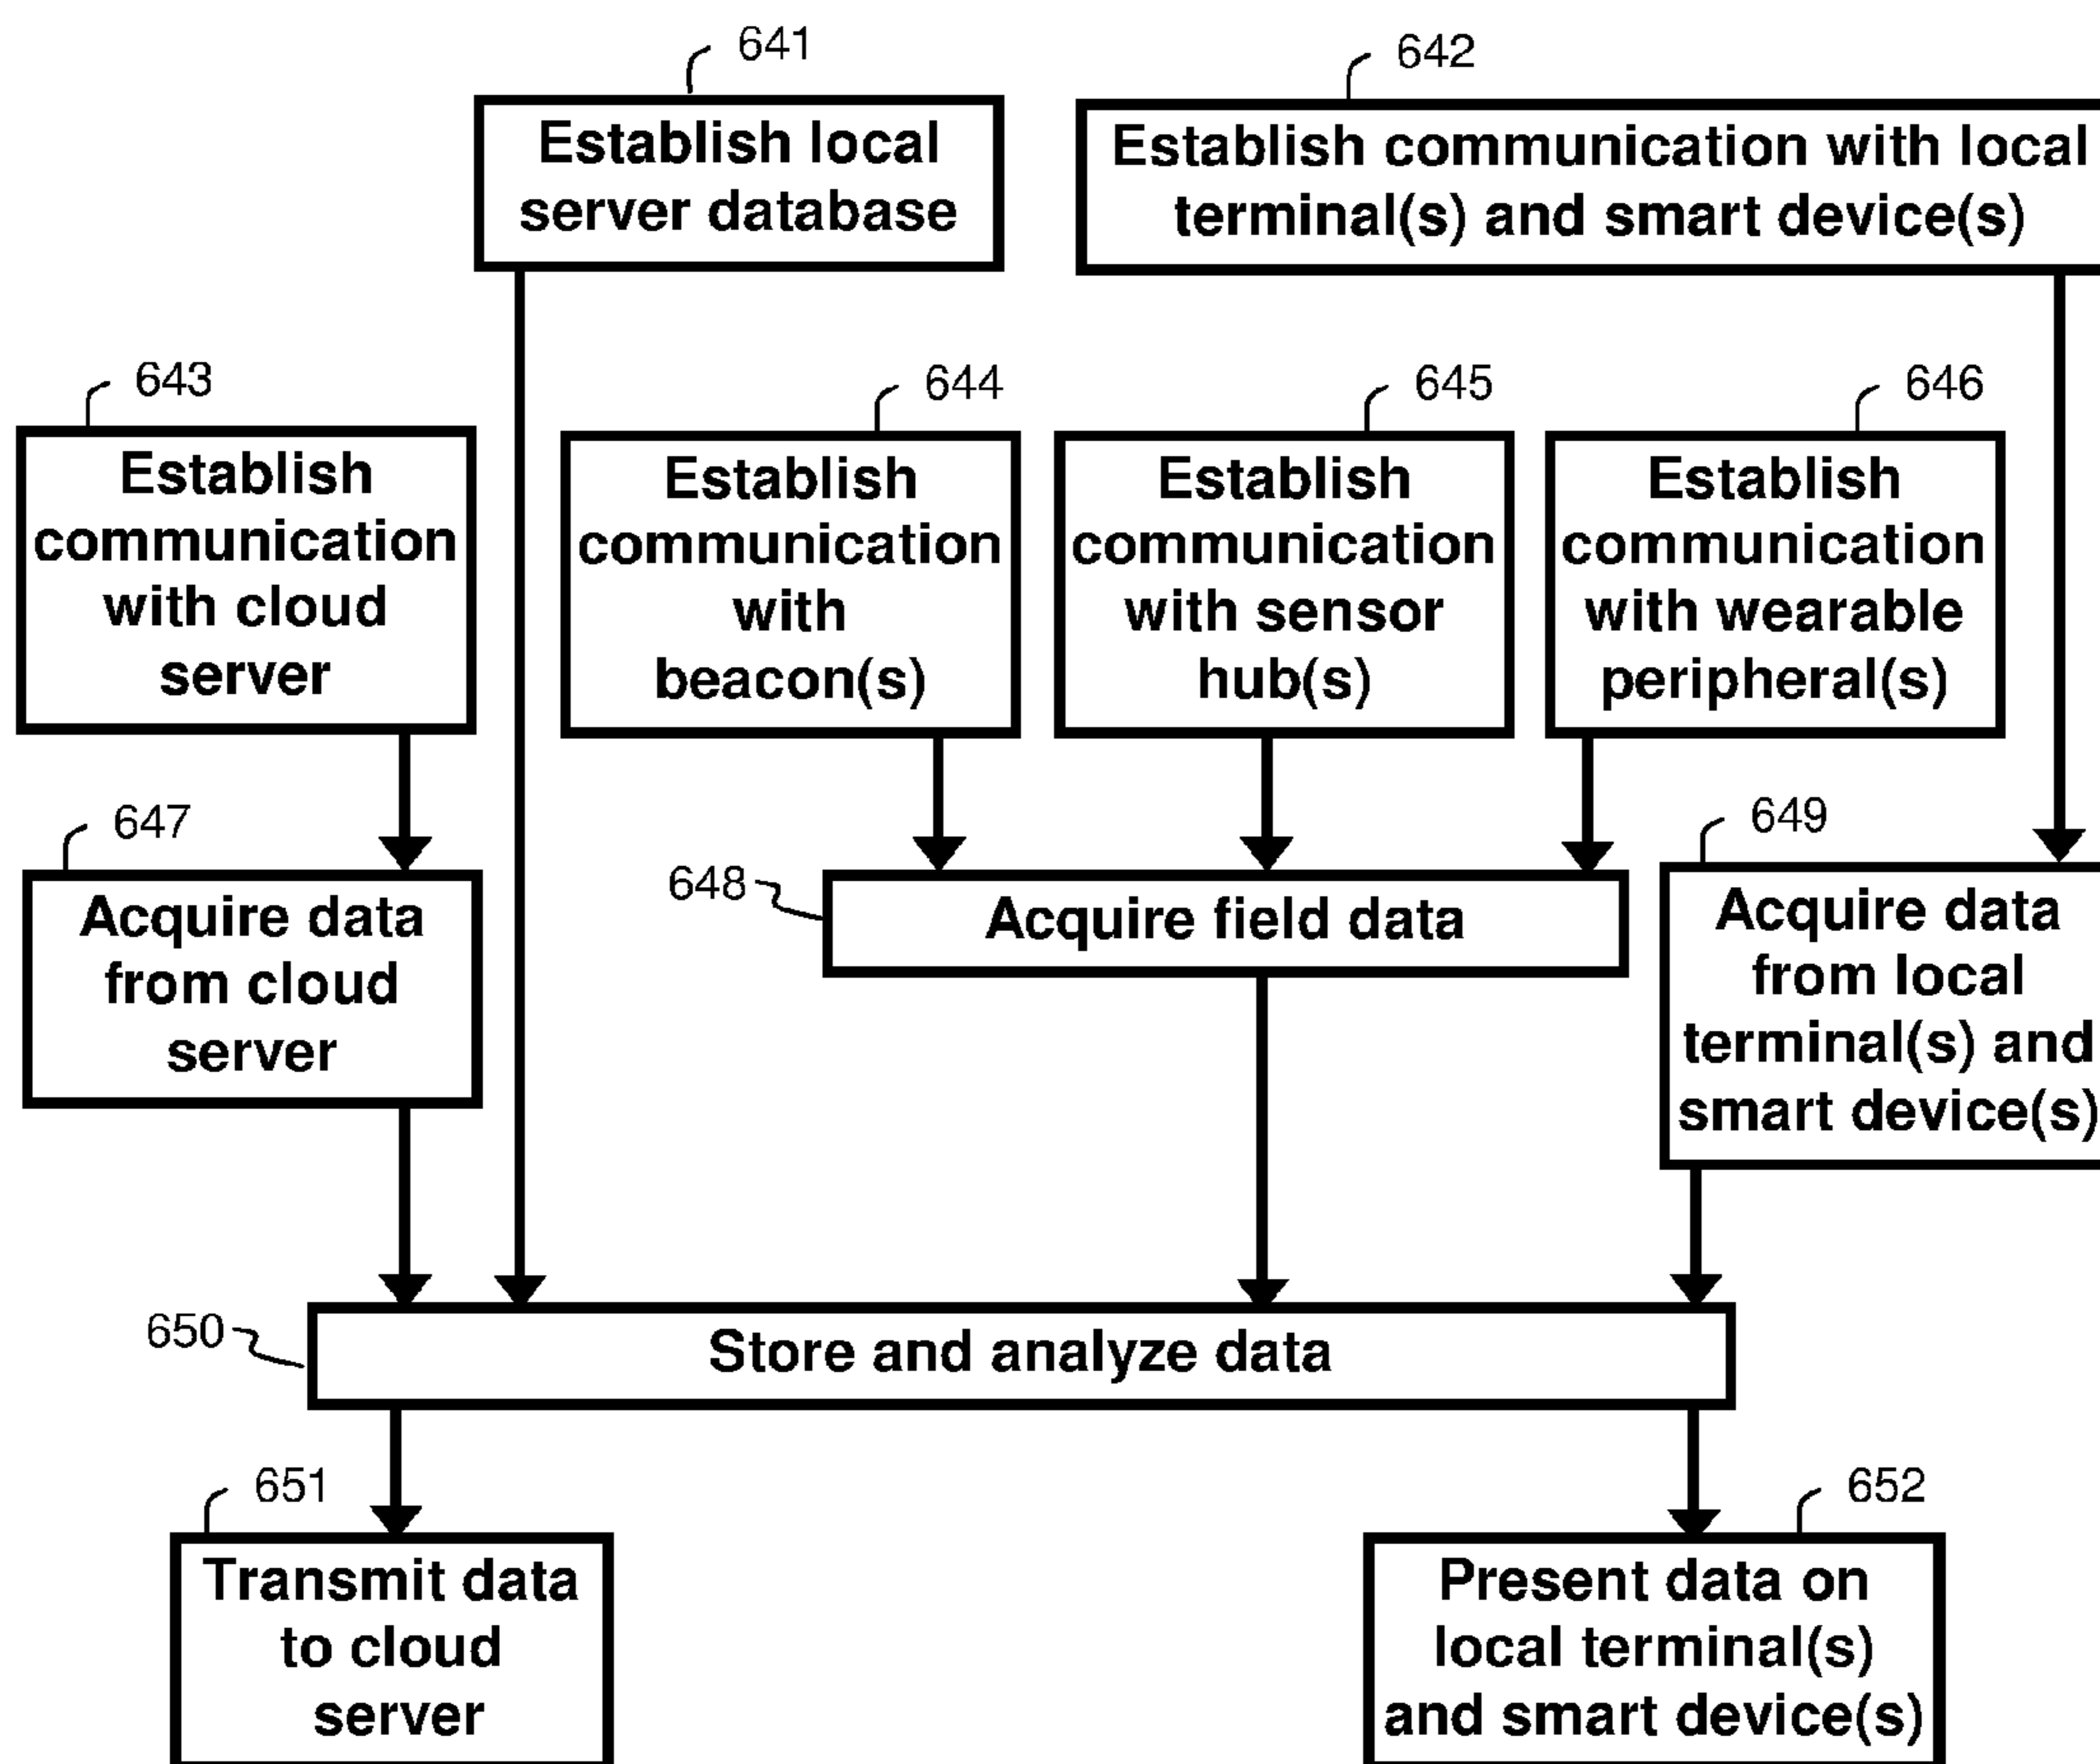 641
Establish local
server database
642
Establish communication with local
terminal(s) and smart device(s)
643
Establish
communication
with cloud
server
644
Establish
communication
with
beacon(s)
645
Establish
communication
with sensor
hub(s)
646
Establish
communication
with wearable
peripheral(s)
647
Acquire data
from cloud
server
648
Acquire field data
649
Acquire data
from local
terminal(s) and
smart device(s)
650
Store and analyze data
651
Transmit data
to cloud
server
652
Present data on
local terminal(s)
and smart device(s)